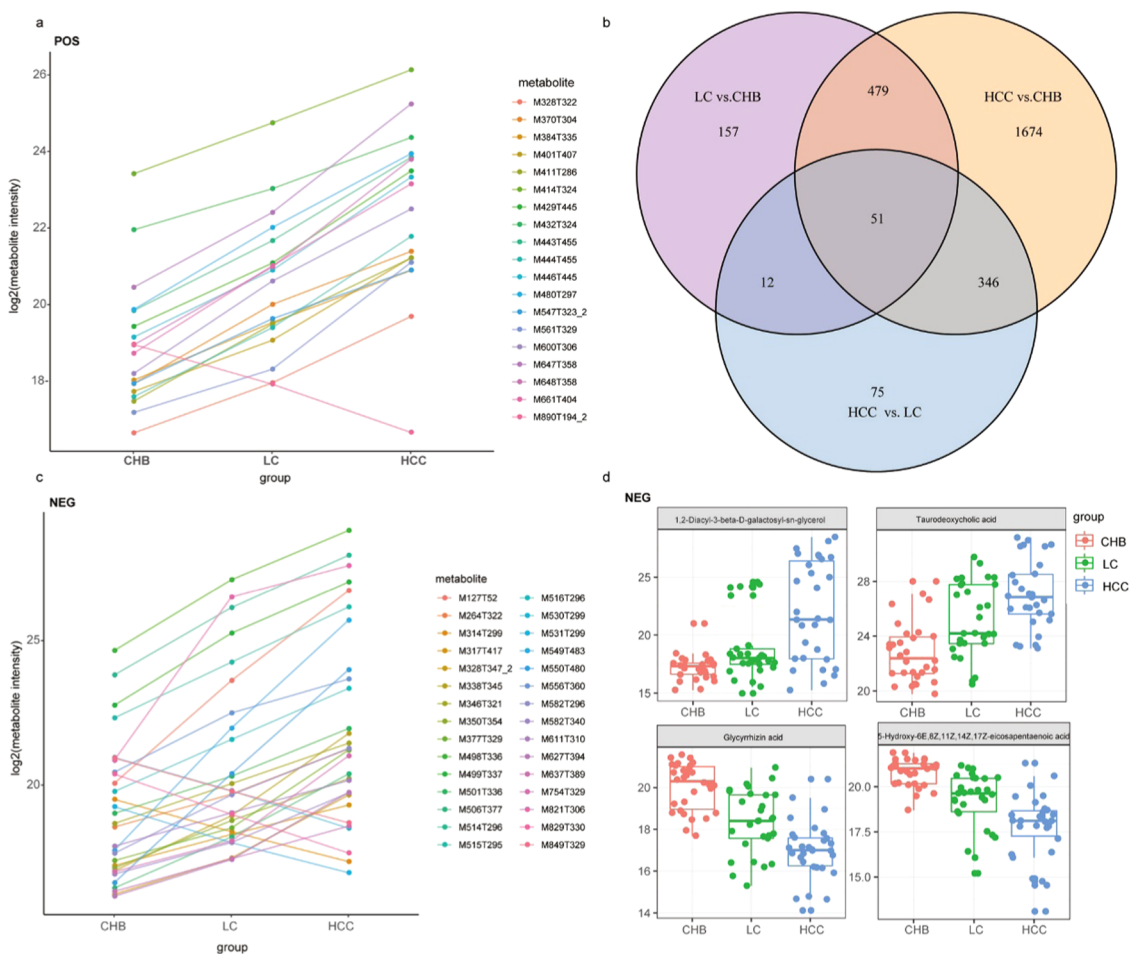 a
POS
log2(metabolite intensity)
26
24
22
20
18
CHB LC HCC
group
metabolite
M328T322
M370T304
M384T335
M401T407
M411T286
M414T324
M429T445
M432T324
M443T455
M444T455
M446T445
M480T297
M547T323_2
M561T329
M600T306
M647T358
M648T358
M661T404
M890T194_2
b
LC vs.CHB
157
479
HCC vs.CHB
1674
51
12
346
75
HCC vs. LC
c
NEG
log2(metabolite intensity)
25
20
CHB LC HCC
group
metabolite
M127T52 M516T296
M264T322 M530T299
M314T299 M531T299
M317T417 M549T483
M328T347_2 M550T480
M338T345 M556T360
M346T321 M582T296
M350T354 M582T340
M377T329 M611T310
M498T336 M627T394
M499T337 M637T389
M501T336 M754T329
M506T377 M821T306
M514T296 M829T330
M515T295 M849T329
d
NEG
1,2-Diacyl-3-beta-D-galactosyl-sn-glycerol
25
20
15
CHB LC HCC
Taurodeoxycholic acid
28
24
20
CHB LC HCC
Glycyrrhizin acid
20
18
16
14
CHB LC HCC
5-Hydroxy-6E,8Z,11Z,14Z,17Z-eicosapentaenoic acid
20.0
17.5
15.0
CHB LC HCC
group
CHB
LC
HCC